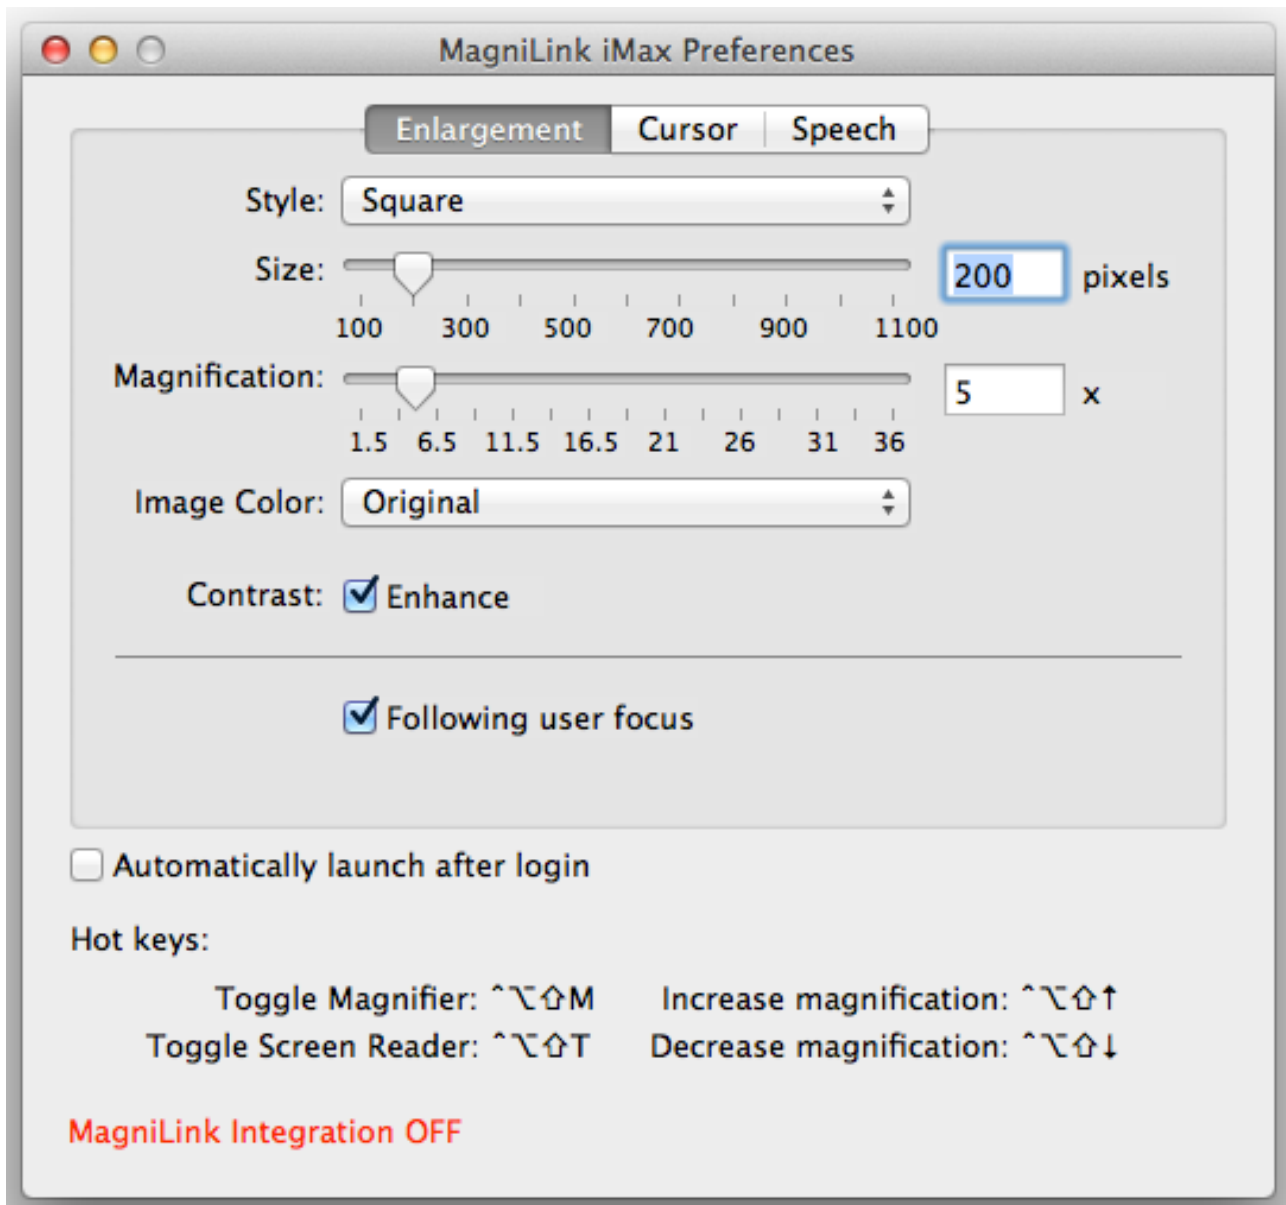 MagniLink iMax Preferences
Enlargement Cursor Speech
Style: Square
Size: 200 pixels
100 300 500 700 900 1100
Magnification: 5 x
1.5 6.5 11.5 16.5 21 26 31 36
Image Color: Original
Contrast: Enhance
Following user focus
Automatically launch after login
Hot keys:
Toggle Magnifier: ⌃⌥⇧M Increase magnification: ⌃⌥⇧↑
Toggle Screen Reader: ⌃⌥⇧T Decrease magnification: ⌃⌥⇧↓
MagniLink Integration OFF